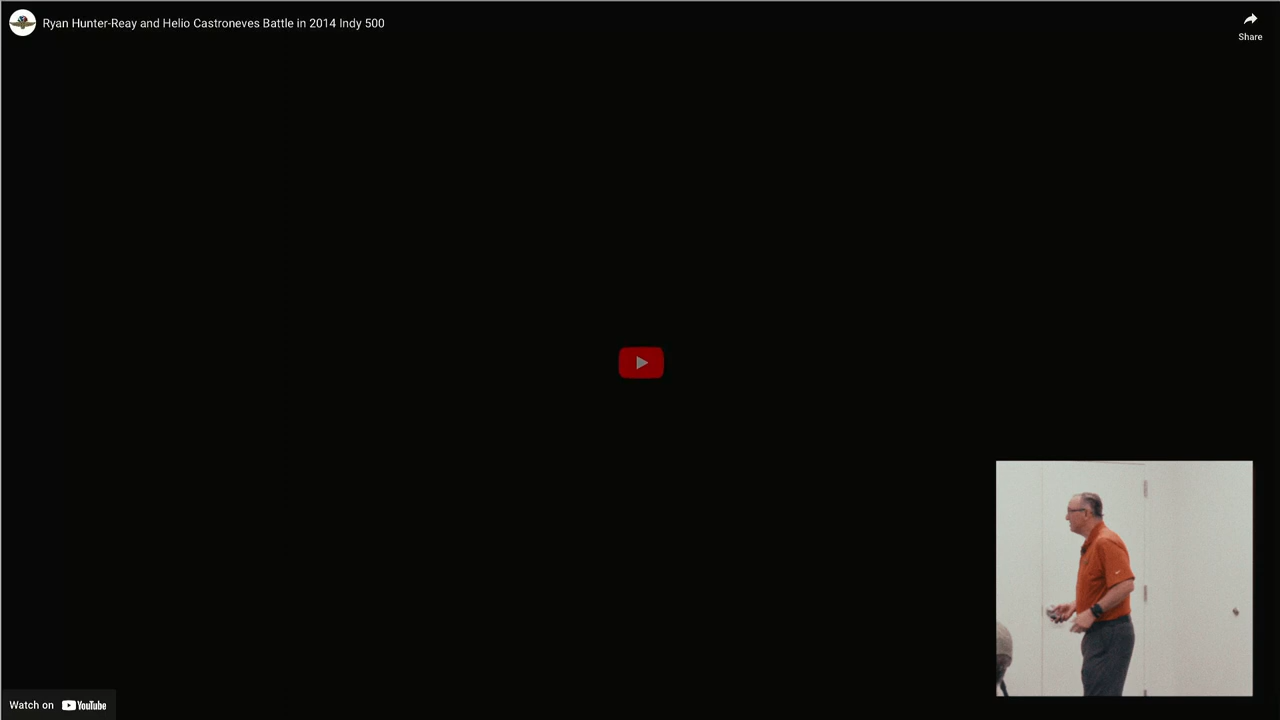 Ryan Hunter-Reay and Helio Castroneves Battle in 2014 Indy 500
Share
Watch on YouTube